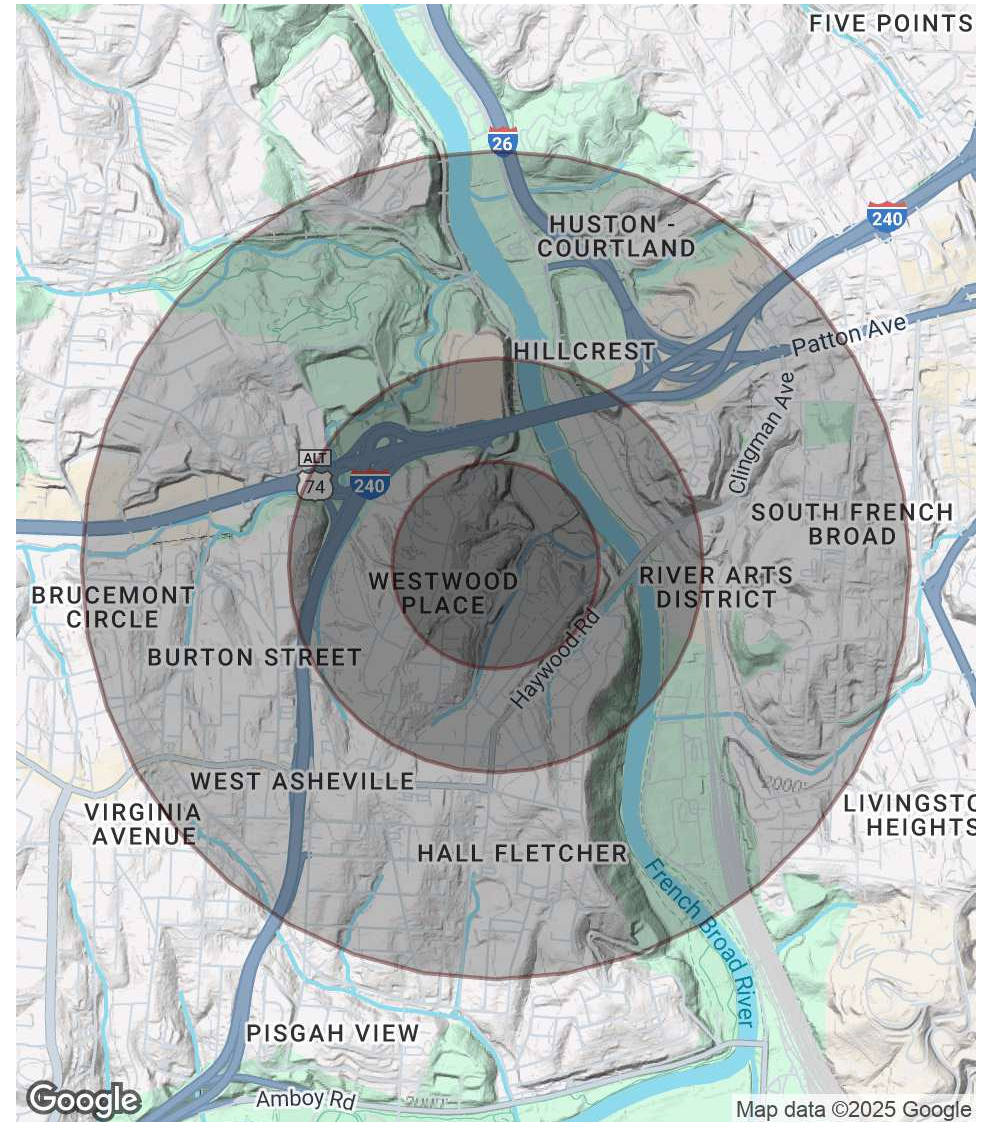 FIVE POINTS
26
HUSTON -
COURTLAND
240
Patton Ave
HILLCREST
Clingman Ave
ALT
74
240
SOUTH FRENCH
BROAD
WESTWOOD
PLACE
RIVER ARTS
DISTRICT
BRUCEMONT
CIRCLE
Haywood Rd
BURTON STREET
WEST ASHEVILLE
2000'
VIRGINIA
AVENUE
LIVINGSTO
HEIGHTS
HALL FLETCHER
French Broad River
PISGAH VIEW
Amboy Rd
2000'
Google
Map data ©2025 Google